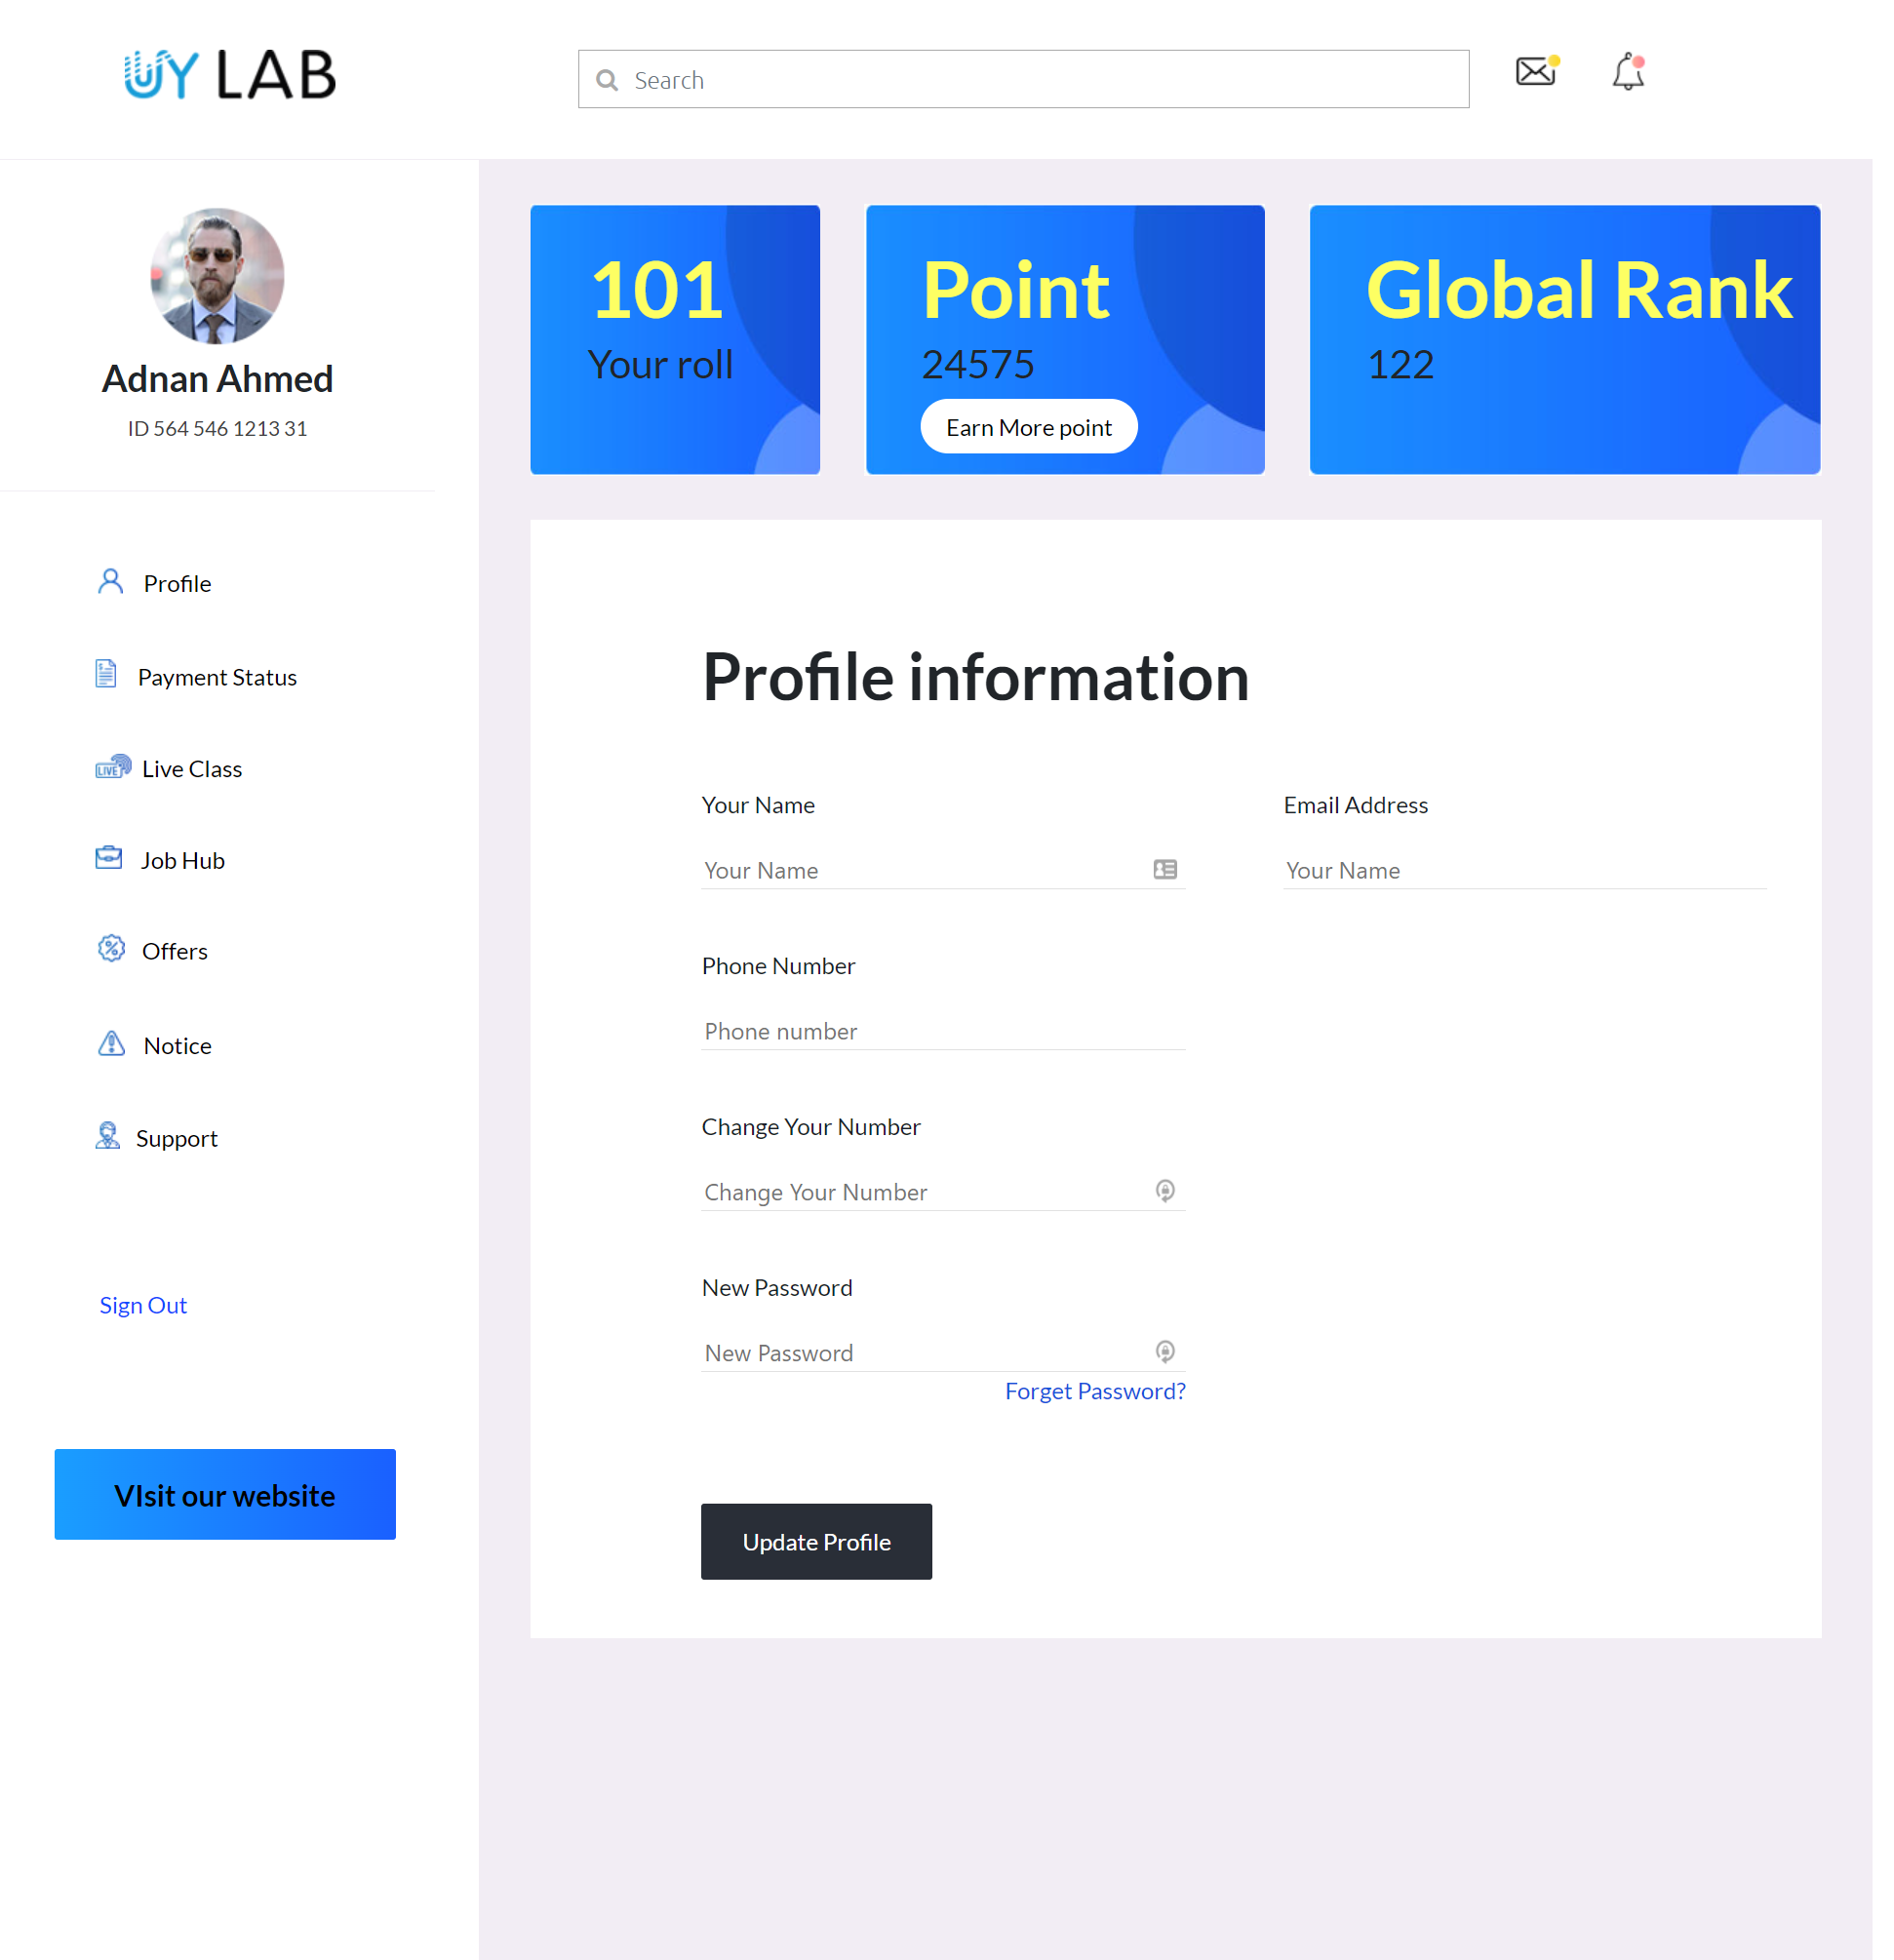 UY LAB
Search
Adnan Ahmed
ID 564 546 1213 31
Profile
Payment Status
LIVE
Live Class
Job Hub
Offers
Notice
Support
Sign Out
VIsit our website
101
Your roll
Point
24575
Earn More point
Global Rank
122
Profile information
Your Name
Your Name
Email Address
Your Name
Phone Number
Phone number
Change Your Number
Change Your Number
New Password
New Password
Forget Password?
Update Profile